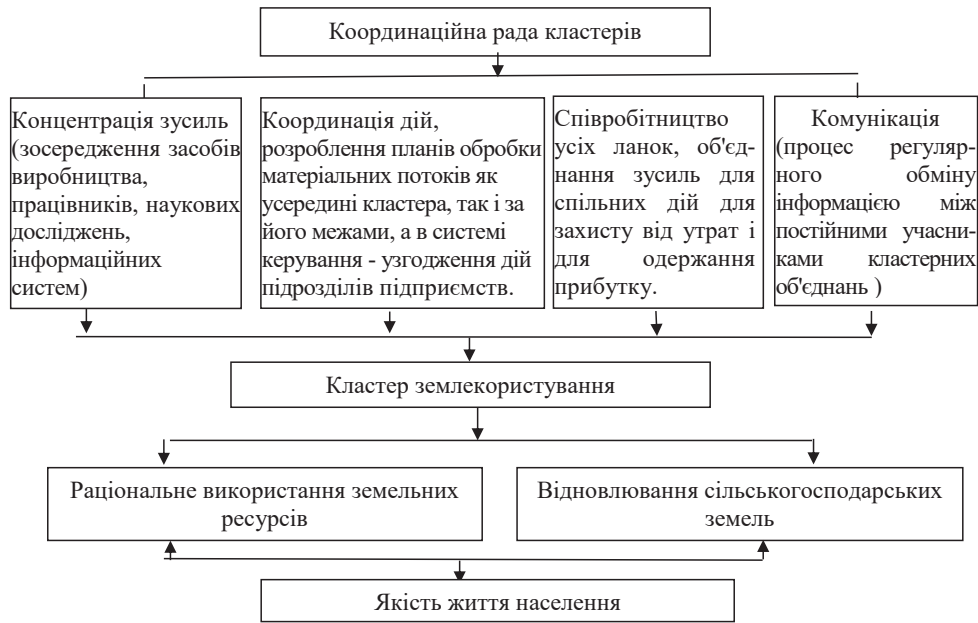 Координаційна рада кластерів
Концентрація зусиль
(зосередження засобів
виробництва,
працівників, наукових
досліджень,
інформаційних
систем)
Координація дій,
розроблення планів обробки
матеріальних потоків як
усередині кластера, так і за
його межами, а в системі
керування - узгодження дій
підрозділів підприємств.
Співробітництво
усіх ланок, об'єд-
нання зусиль для
спільних дій для
захисту від утрат і
для одержання
прибутку.
Комунікація
(процес регуляр-
ного обміну
інформацією між
постійними учасни-
ками кластерних
об'єднань )
Кластер землекористування
Раціональне використання земельних
ресурсів
Відновлювання сільськогосподарських
земель
Якість життя населення